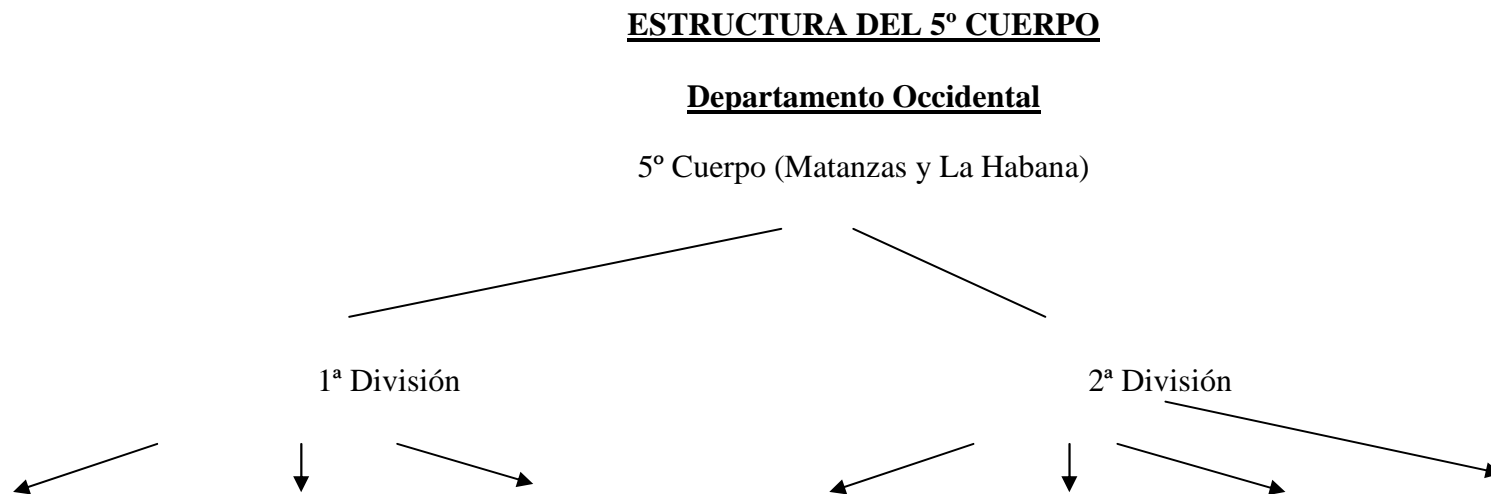 ESTRUCTURA DEL 5º CUERPO
Departamento Occidental
5º Cuerpo (Matanzas y La Habana)
1ª División
2ª División